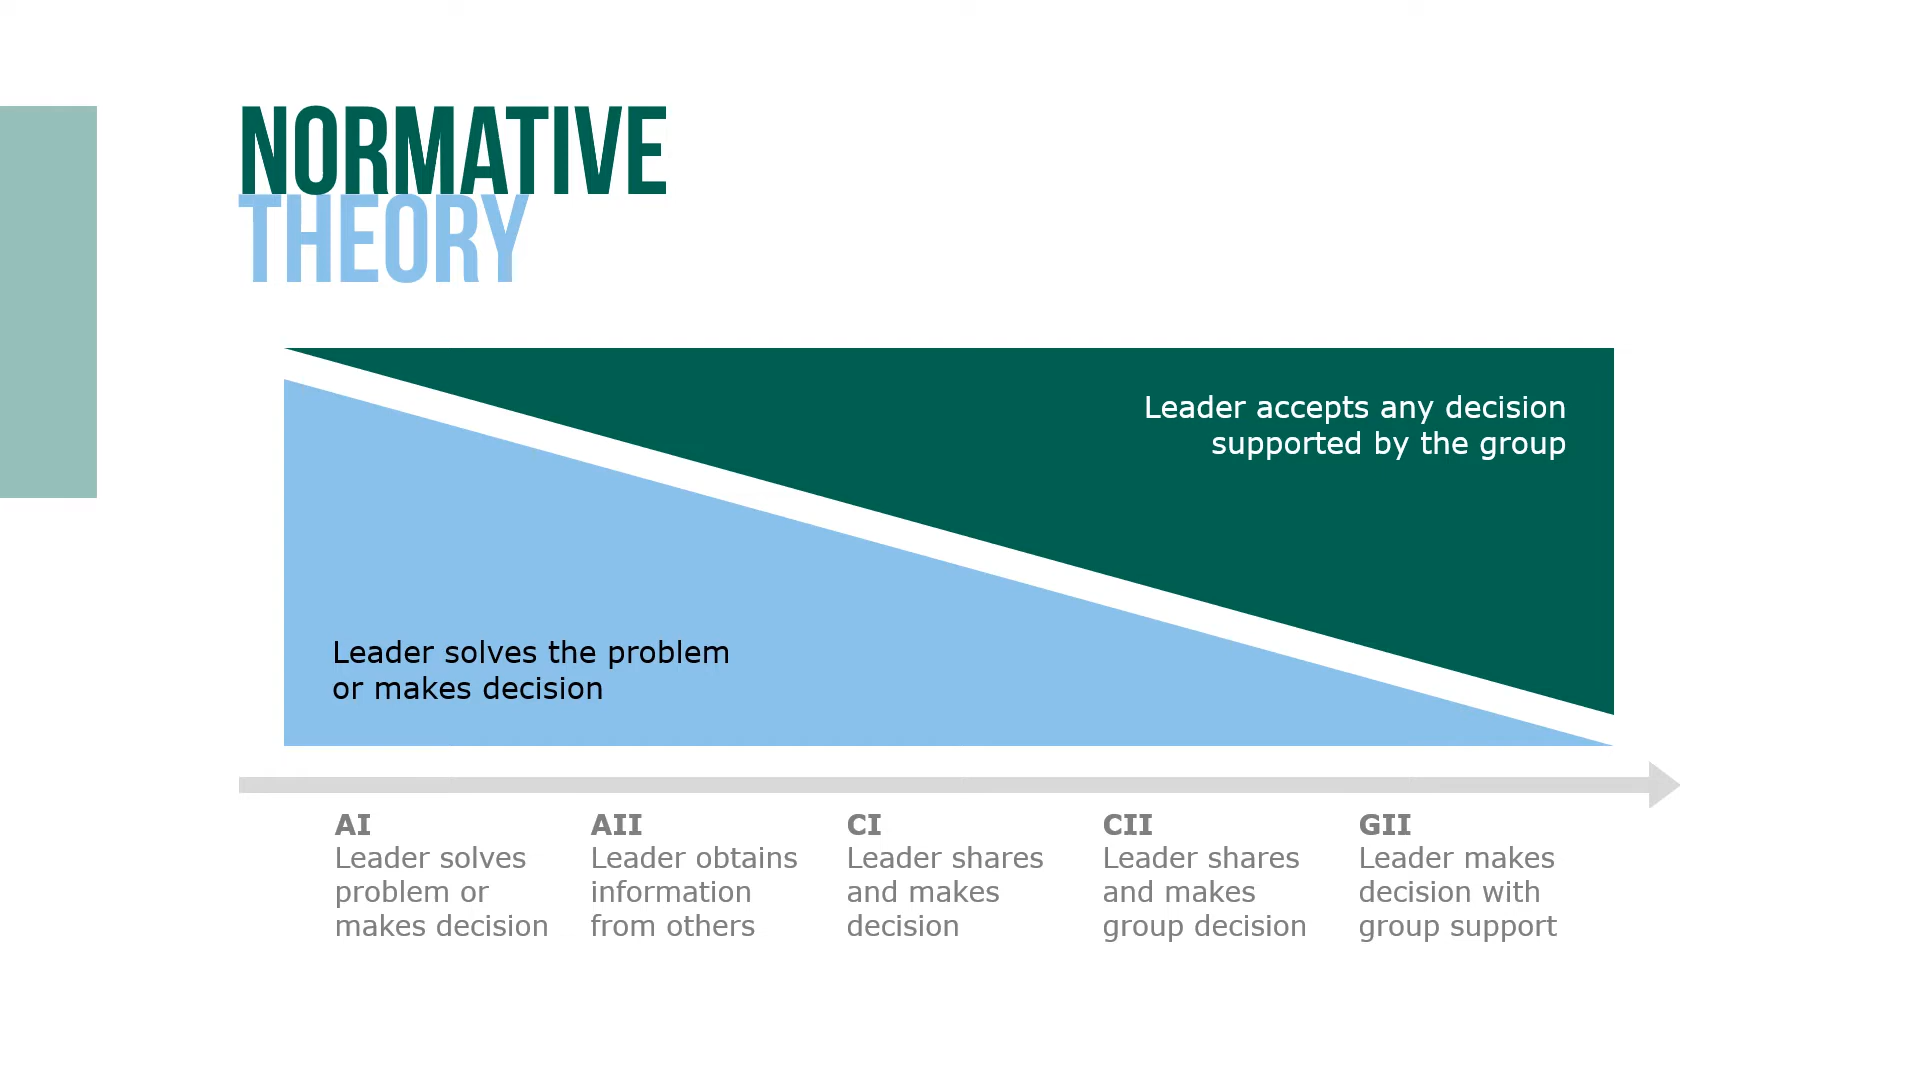 NORMATIVE
THEORY
Leader accepts any decision
supported by the group
Leader solves the problem
or makes decision
AI
Leader solves
problem or
makes decision
AII
Leader obtains
information
from others
CI
Leader shares
and makes
decision
CII
Leader shares
and makes
group decision
GII
Leader makes
decision with
group support